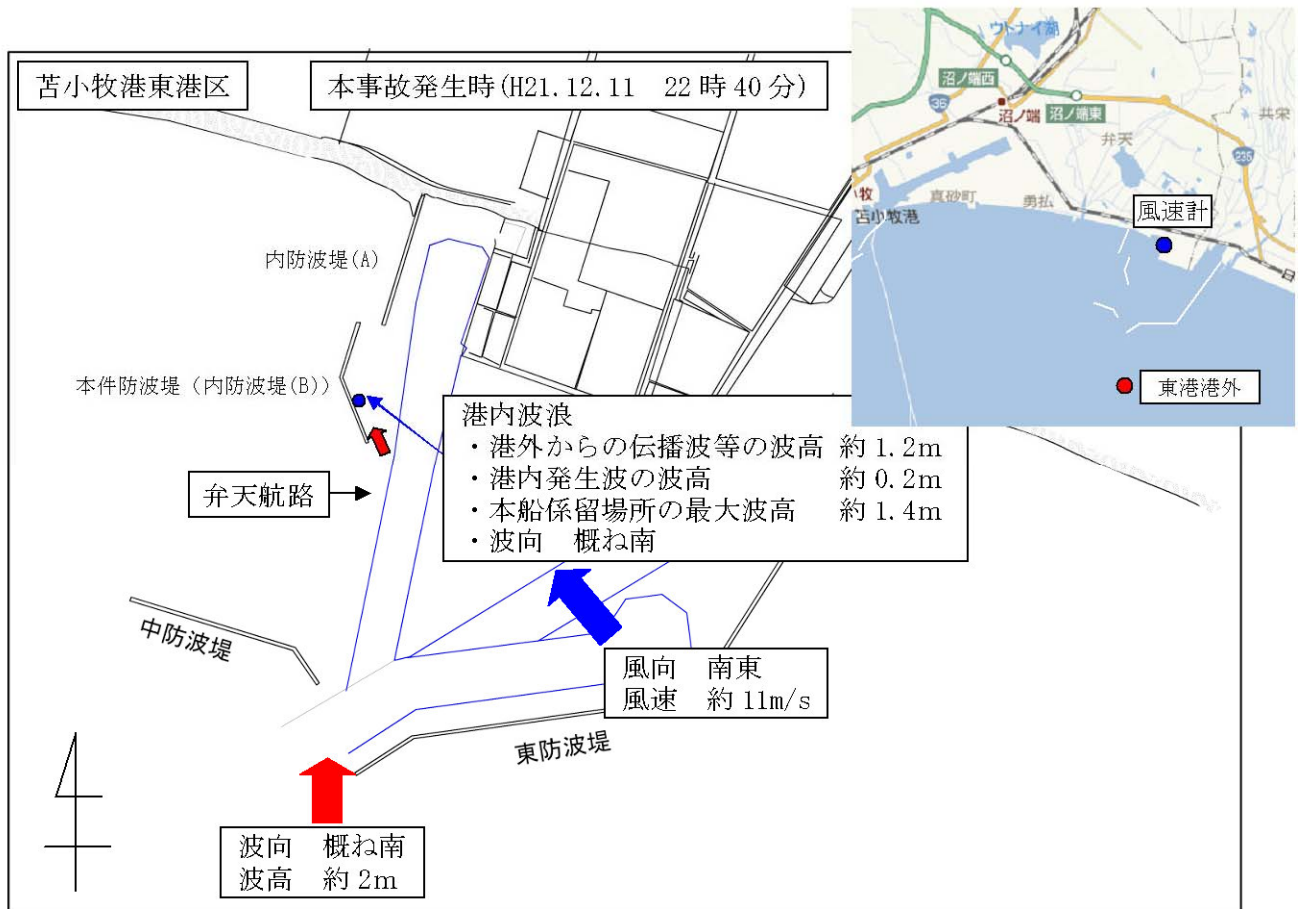 苫小牧港東港区
本事故発生時(H21.12.11 22時40分)
内防波堤(A)
本件防波堤(内防波堤(B))
港内波浪
・港外からの伝播波等の波高 約1.2m
・港内発生波の波高 約0.2m
・本船係留場所の最大波高 約1.4m
・波向 概ね南
弁天航路
中防波堤
風向 南東
風速 約11m/s
東防波堤
波向 概ね南
波高 約2m
ウトナイ湖
沼ノ端西
36
沼ノ端
沼ノ端東
共栄
弁天
235
牧
苫小牧港
真砂町
勇払
風速計
東港港外